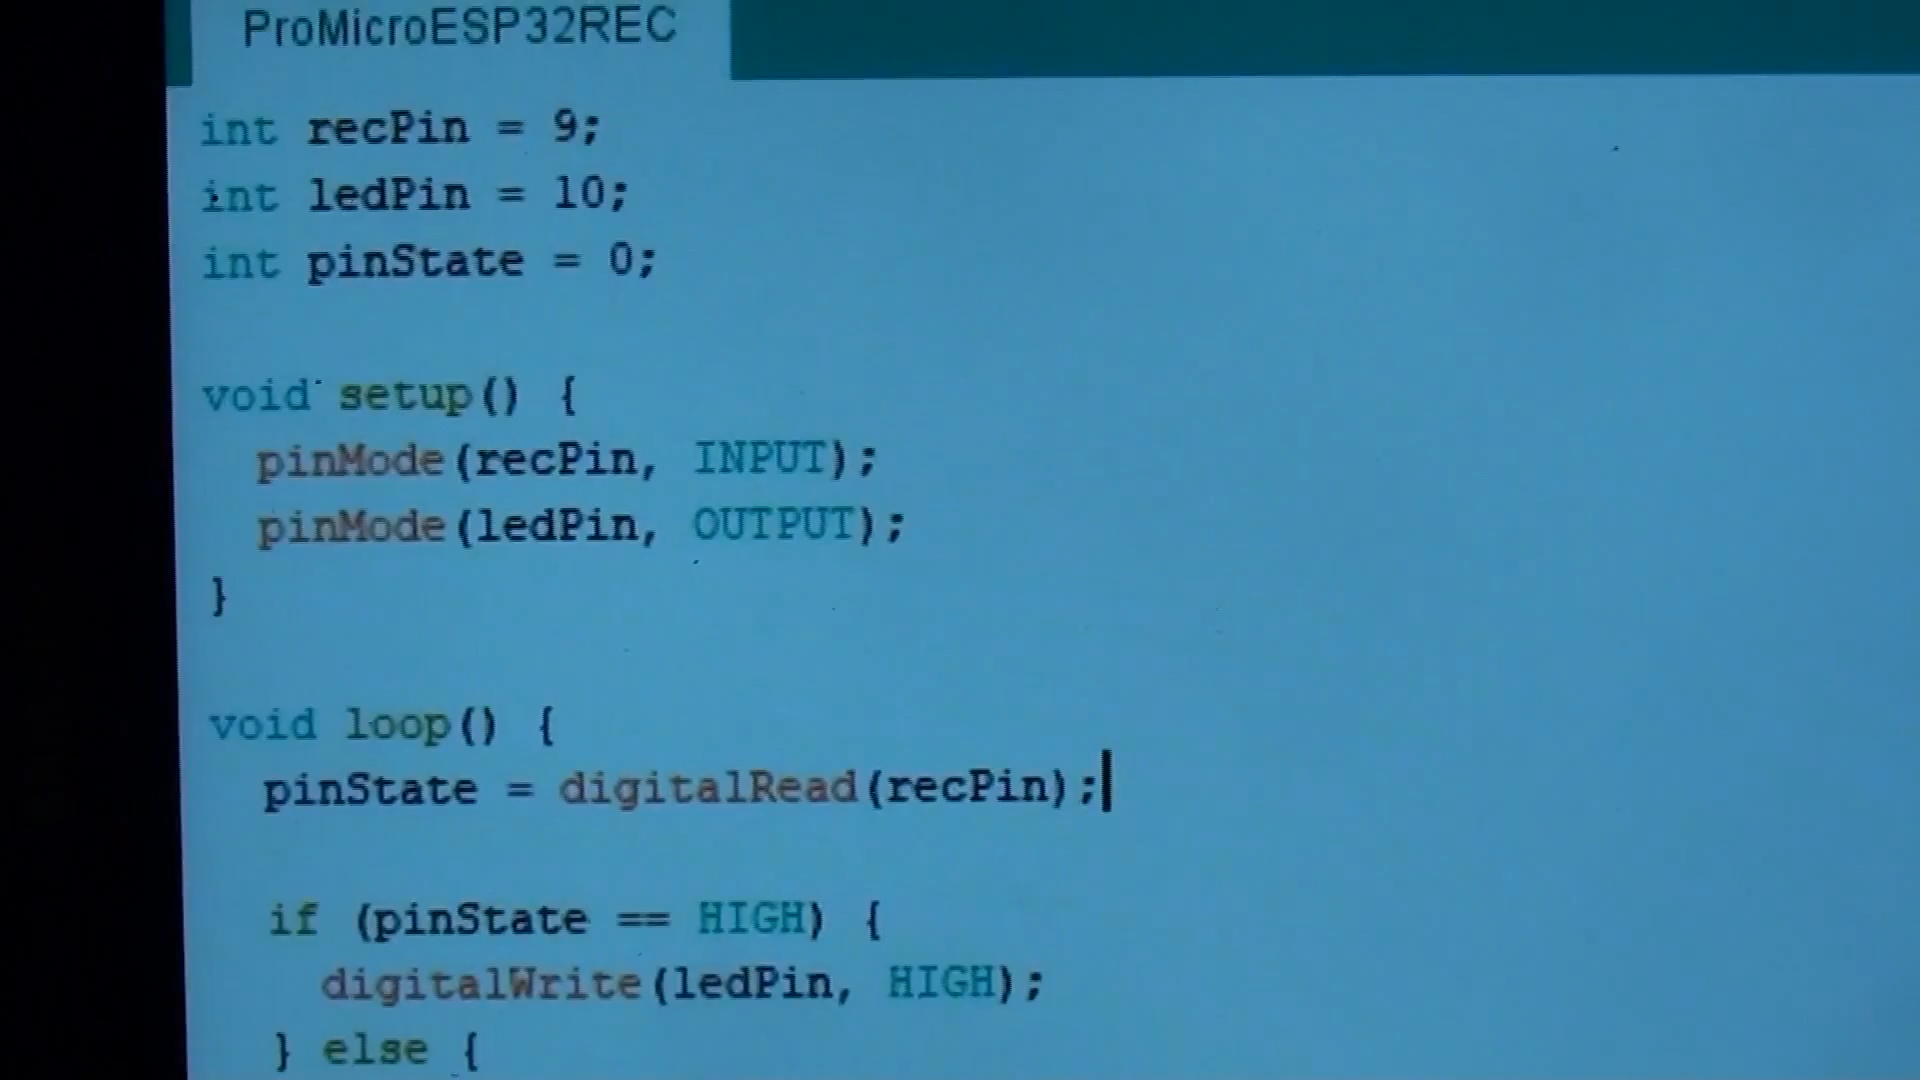 ProMicroESP32REC
int recPin = 9;
int ledPin = 10;
int pinState = 0;
void setup() {
pinMode(recPin, INPUT);
pinMode(ledPin, OUTPUT);
}
void loop() {
pinState = digitalRead(recPin);
if (pinState == HIGH) {
digitalWrite(ledPin, HIGH);
} else {